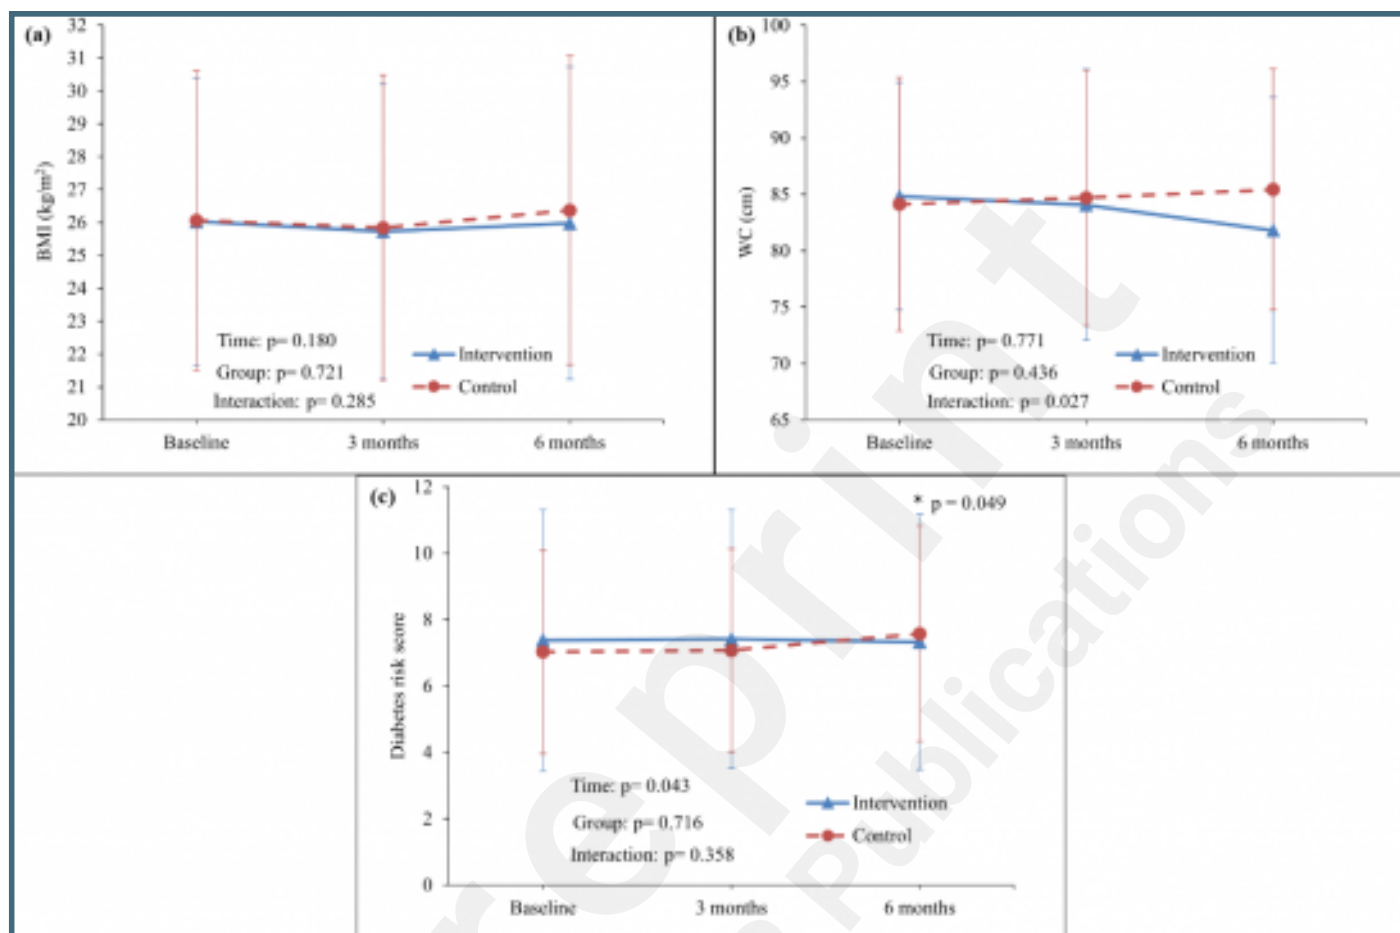 (a)
32
31
30
29
28
27
26
25
24
23
22
21
20
BMI (kg/m²)
Time: p= 0.180
Group: p= 0.721
Interaction: p= 0.285
Intervention
Control
Baseline
3 months
6 months
(b)
100
95
90
85
80
75
70
65
WC (cm)
Time: p= 0.771
Group: p= 0.436
Interaction: p= 0.027
Intervention
Control
Baseline
3 months
6 months
(c)
12
10
8
6
4
2
0
Diabetes risk score
* p = 0.049
Time: p= 0.043
Group: p= 0.716
Interaction: p= 0.358
Intervention
Control
Baseline
3 months
6 months
reprint
Publications